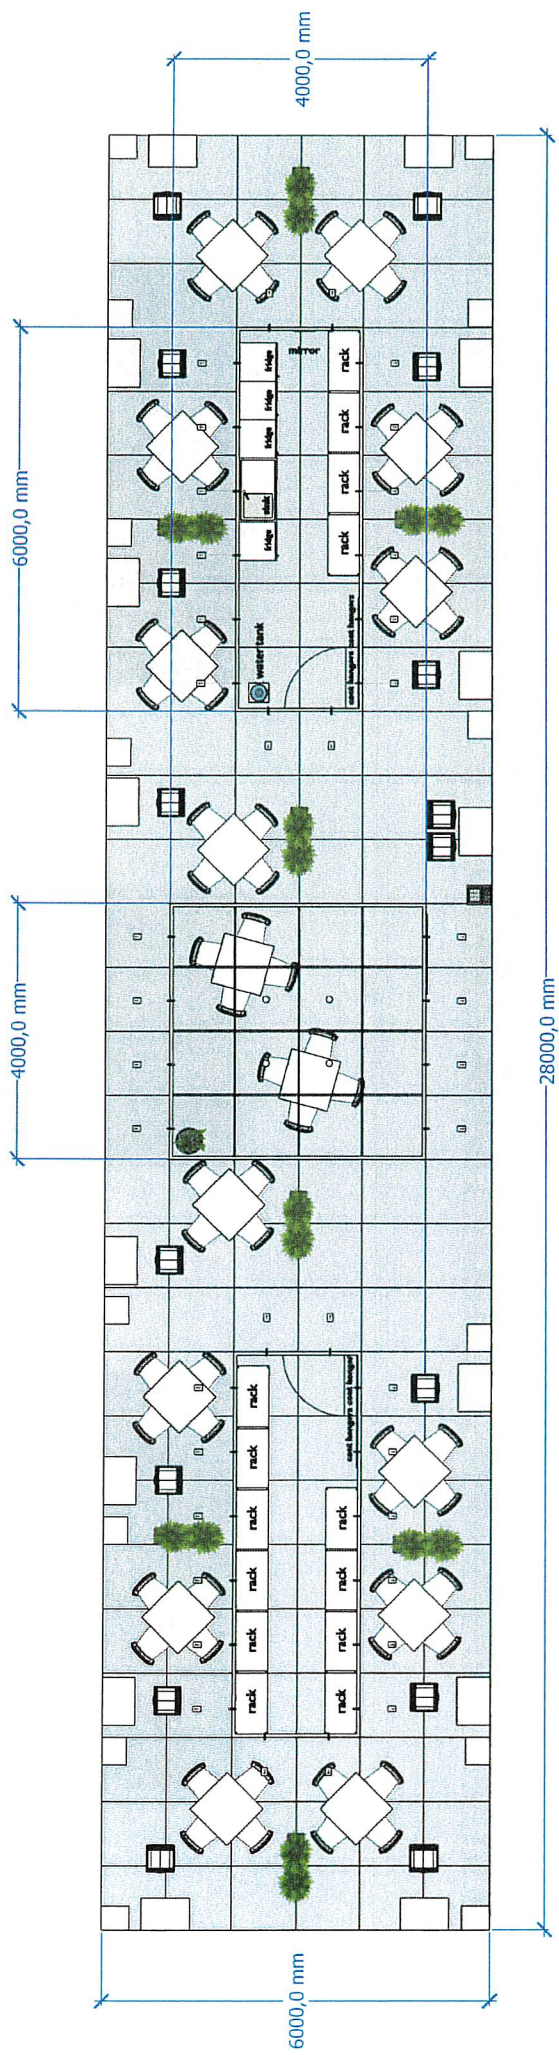 4000,0 mm
6000,0 mm
4000,0 mm
28000,0 mm
6000,0 mm
mirror
fridge
fridge
fridge
sink
fridge
rack
rack
rack
rack
watertank
coat hangers coat hangers
rack
rack
rack
rack
rack
rack
coat hangers coat hanger
rack
rack
rack
rack